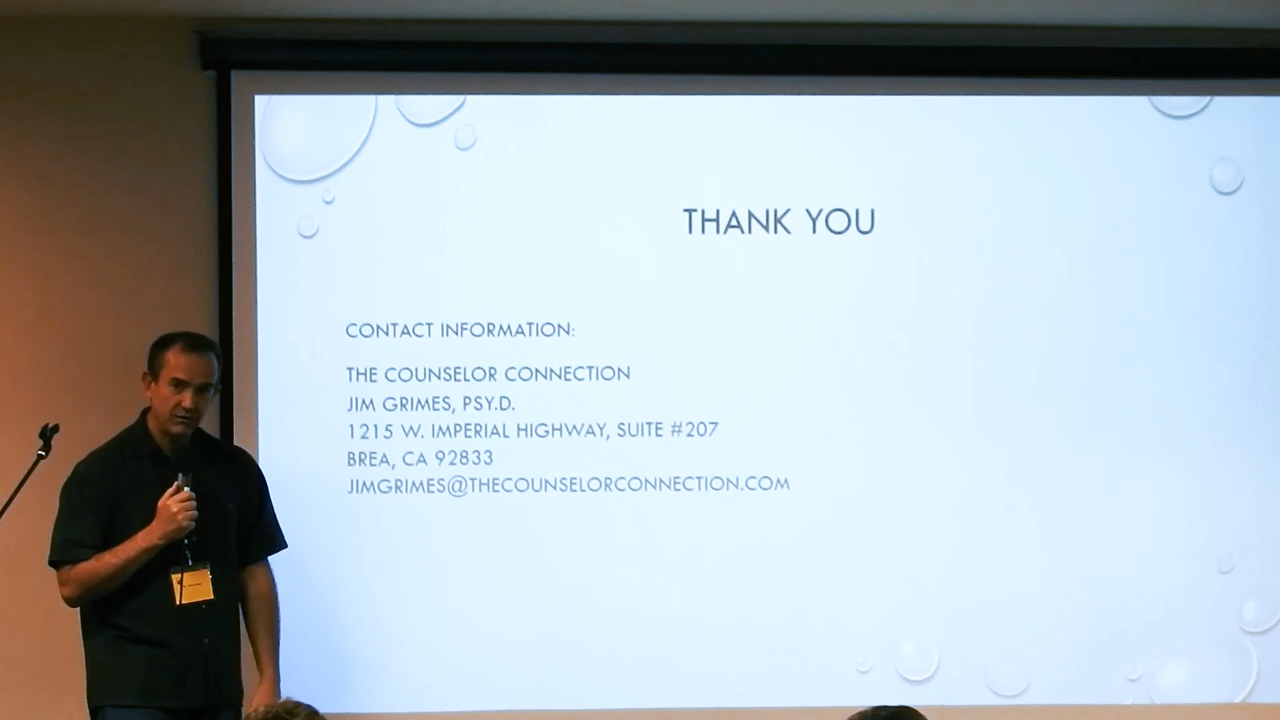 THANK YOU
CONTACT INFORMATION:
THE COUNSELOR CONNECTION
JIM GRIMES, PSY.D.
1215 W. IMPERIAL HIGHWAY, SUITE #207
BREA, CA 92833
JIMGRIMES@THECOUNSELORCONNECTION.COM